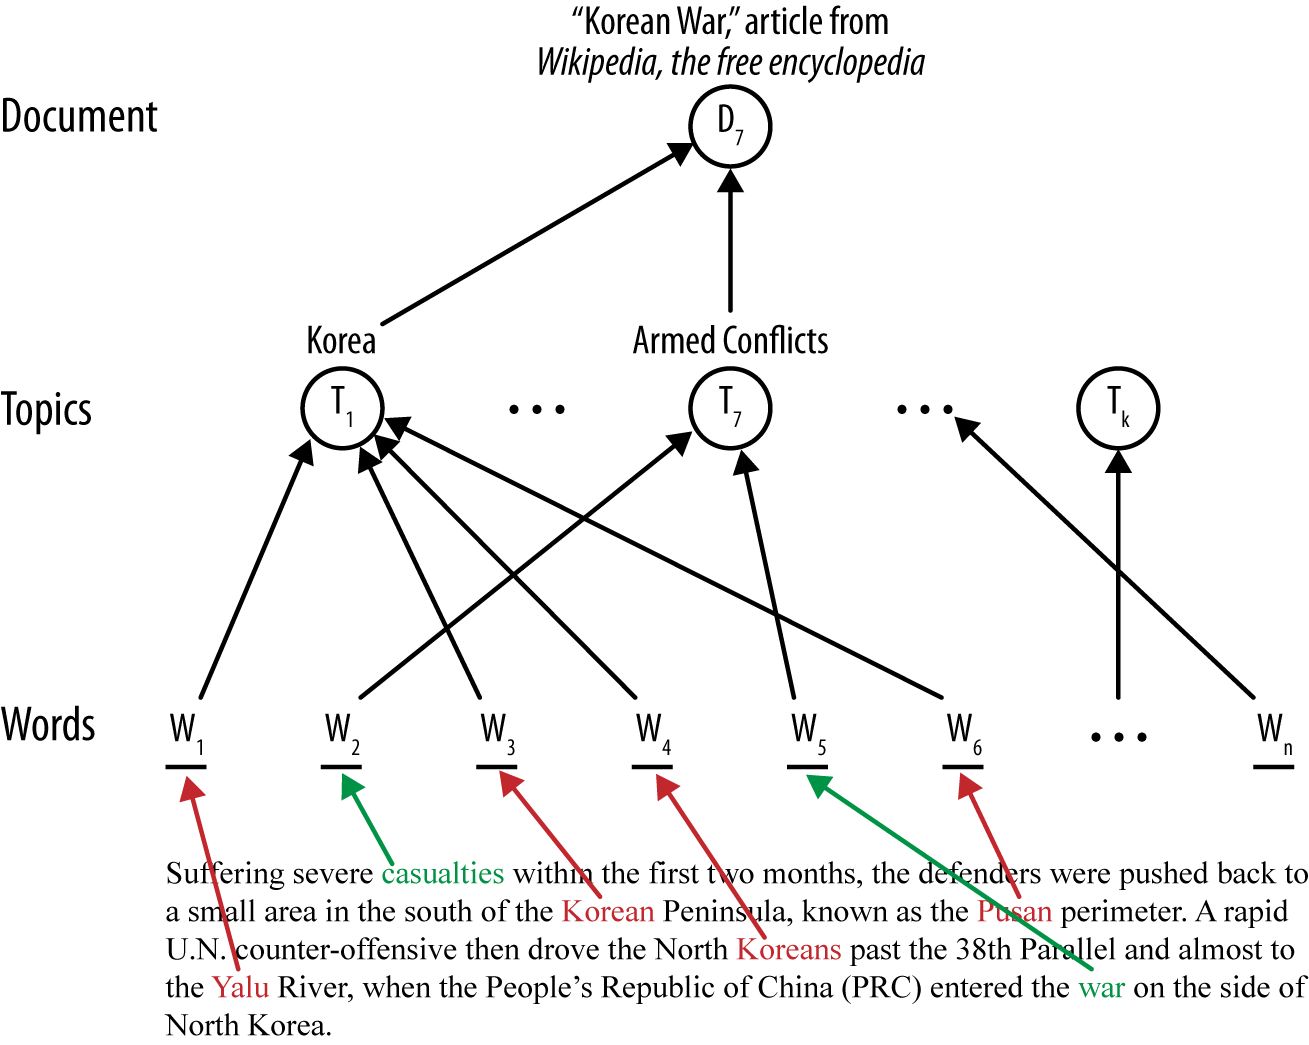 “Korean War,” article from
Wikipedia, the free encyclopedia
Document
D7
Korea
Armed Conflicts
Topics
T1
...
T7
...
Tk
Words
W1
W2
W3
W4
W5
W6
...
Wn
Suffering severe casualties within the first two months, the defenders were pushed back to
a small area in the south of the Korean Peninsula, known as the Pusan perimeter. A rapid
U.N. counter-offensive then drove the North Koreans past the 38th Parallel and almost to
the Yalu River, when the People’s Republic of China (PRC) entered the war on the side of
North Korea.